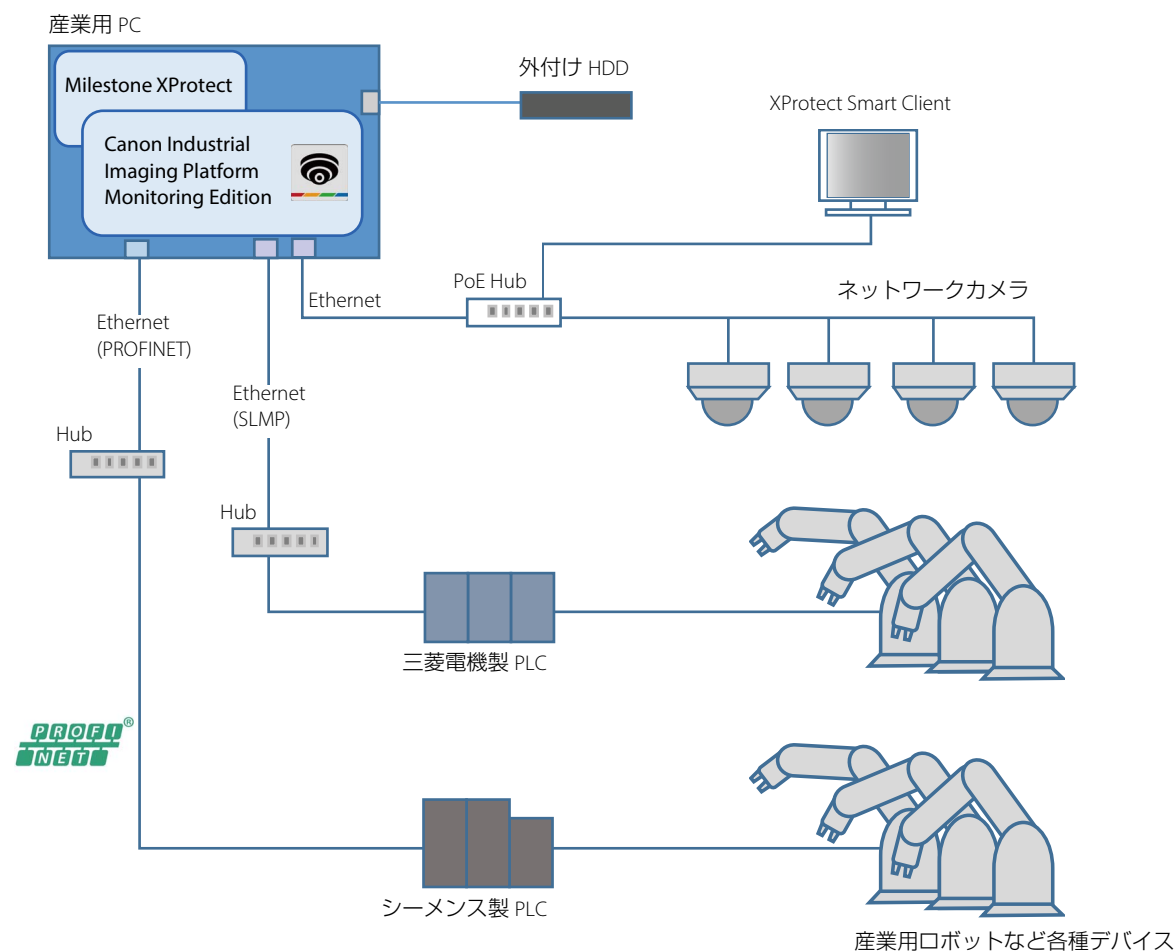 産業用 PC
Milestone XProtect
Canon Industrial
Imaging Platform
Monitoring Edition
外付け HDD
XProtect Smart Client
PoE Hub
Ethernet
ネットワークカメラ
Ethernet
(PROFINET)
Ethernet
(SLMP)
Hub
Hub
三菱電機製 PLC
PROFI
NET®
シーメンス製 PLC
産業用ロボットなど各種デバイス